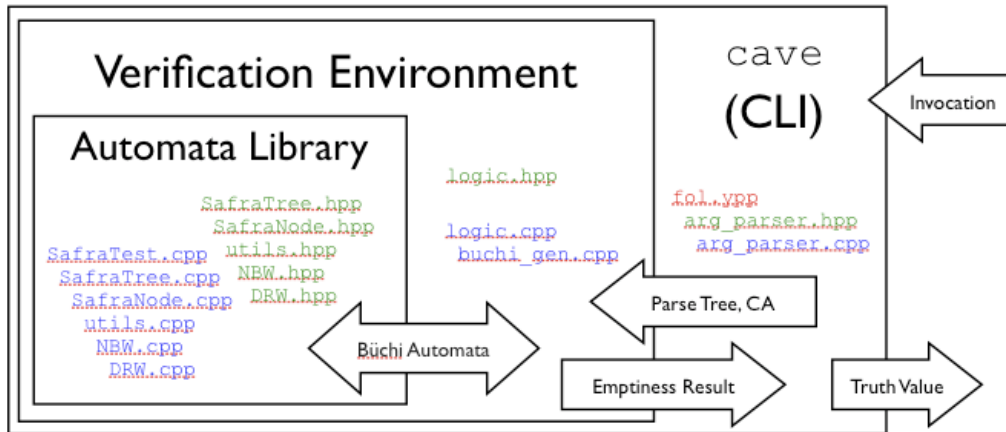 Verification Environment
cave
(CLI)
Invocation
Automata Library
logic.hpp
fol.ypp
arg_parser.hpp
arg_parser.cpp
SafraTree.hpp
SafraNode.hpp
utils.hpp
NBW.hpp
DRW.hpp
logic.cpp
buchi_gen.cpp
SafraTest.cpp
SafraTree.cpp
SafraNode.cpp
utils.cpp
NBW.cpp
DRW.cpp
Parse Tree, CA
Büchi Automata
Emptiness Result
Truth Value